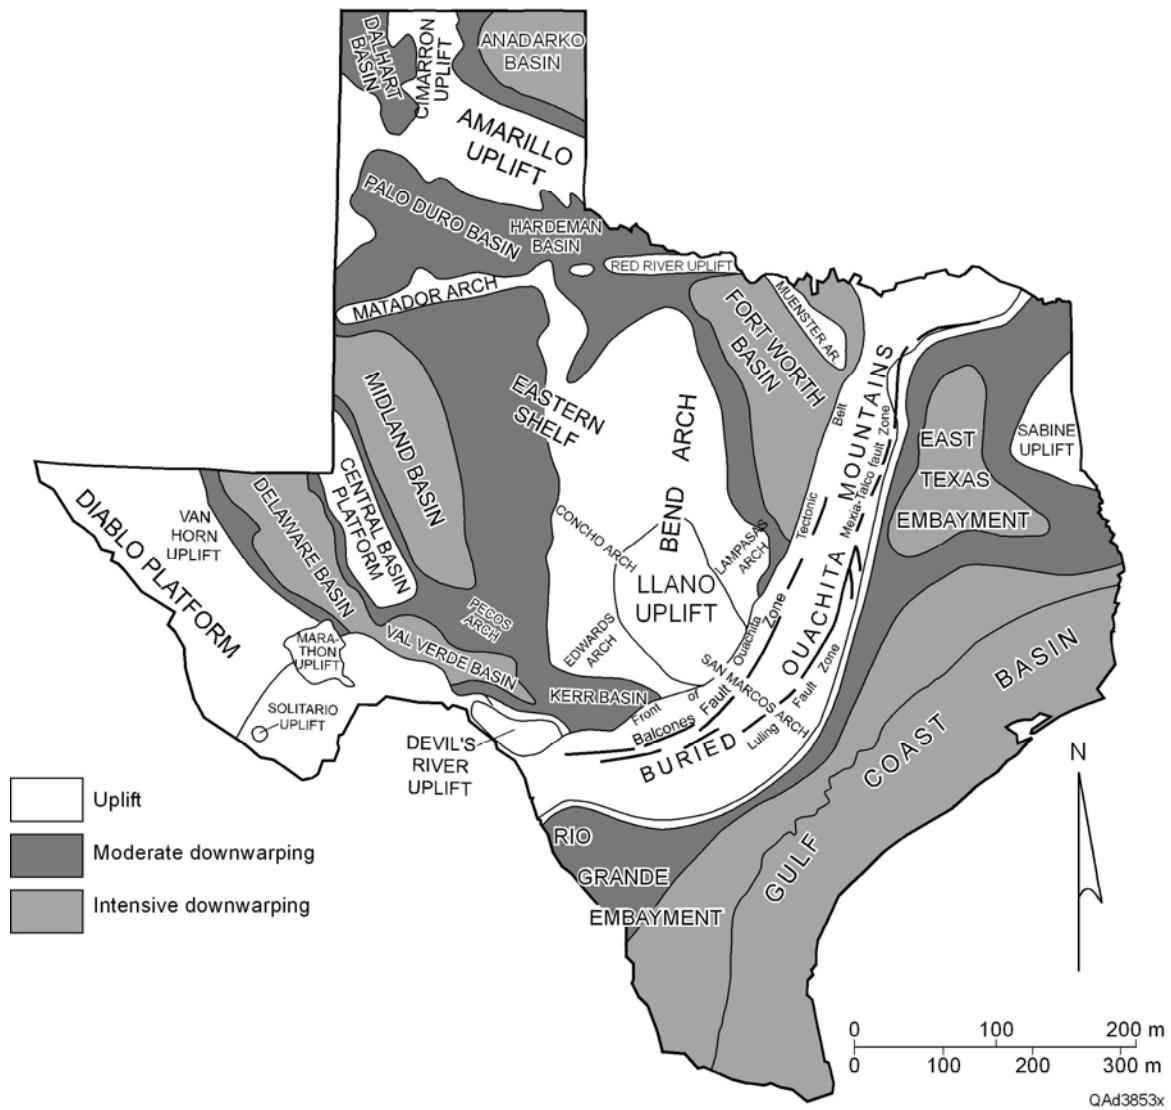 DALHART
BASIN
CIMARRON
UPLIFT
ANADARKO
BASIN
AMARILLO
UPLIFT
PALO DURO BASIN
HARDEMAN
BASIN
RED RIVER UPLIFT
MATADOR ARCH
MUENSTER AR.
FORT WORTH
BASIN
MIDLAND BASIN
EASTERN
SHELF
BEND ARCH
SABINE
UPLIFT
EAST
TEXAS
EMBAYMENT
CENTRAL BASIN
PLATFORM
DELAWARE BASIN
VAN
HORN
UPLIFT
DIABLO PLATFORM
CONCHO ARCH
LAMPASAS
ARCH
LLANO
UPLIFT
EDWARDS
ARCH
PECOS
ARCH
MARA-
THON
UPLIFT
VAL VERDE BASIN
KERR BASIN
SOLITARIO
UPLIFT
DEVIL'S
RIVER
UPLIFT
Front of Ouachita Tectonic Belt
Balcones Fault Zone
BURIED OUACHITA MOUNTAINS
Luling Fault Zone
Mexia-Talco fault Zone
SAN MARCOS ARCH
RIO
GRANDE
EMBAYMENT
GULF COAST BASIN
N
Uplift
Moderate downwarping
Intensive downwarping
0 100 200 m
0 100 200 300 m
QAd3853x